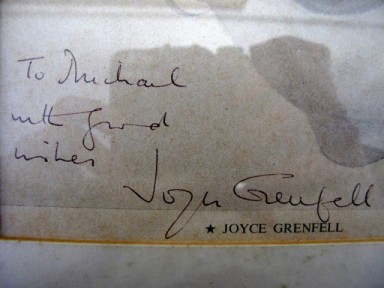 To Michael
with good
wishes
Joyce Grenfell
★ JOYCE GRENFELL